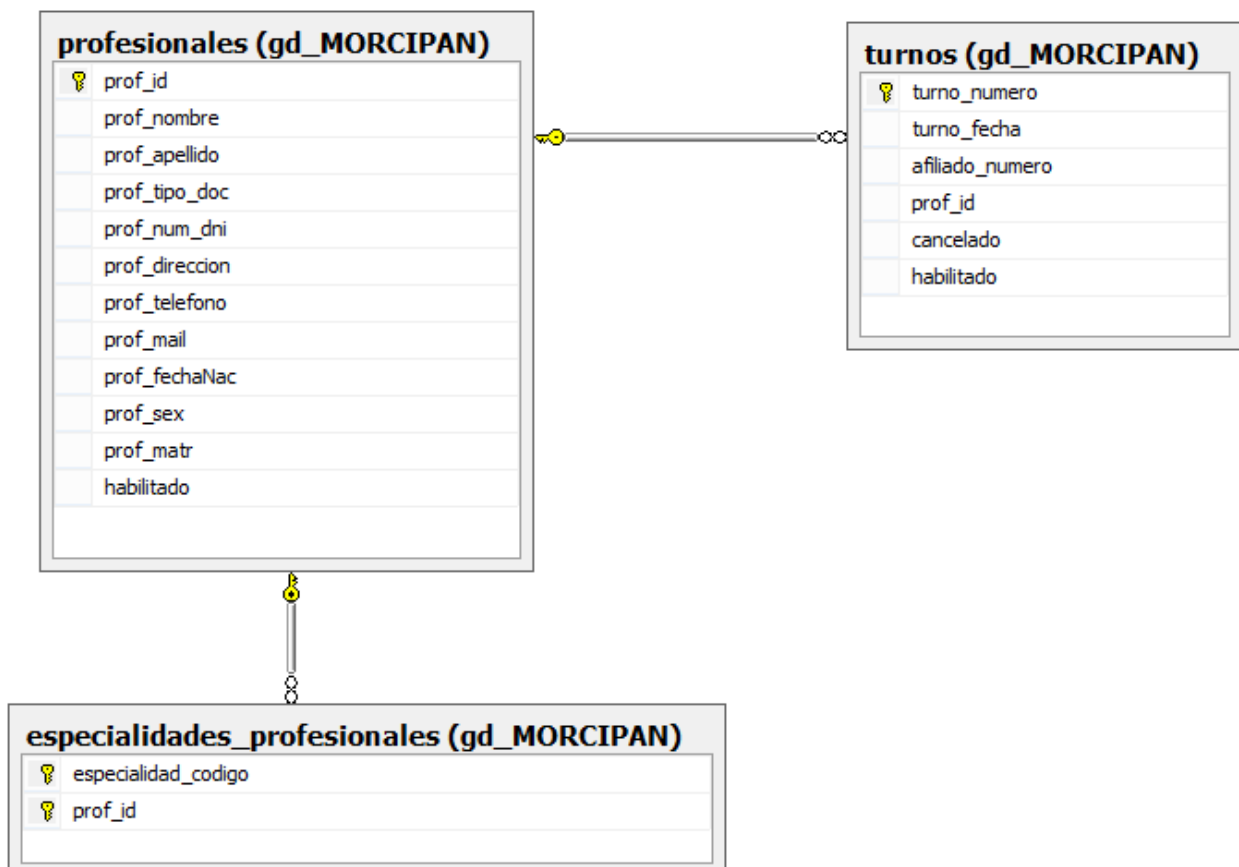 profesionales (gd_MORCIPAN)
prof_id
prof_nombre
prof_apellido
prof_tipo_doc
prof_num_dni
prof_direccion
prof_telefono
prof_mail
prof_fechaNac
prof_sex
prof_matr
habilitado
turnos (gd_MORCIPAN)
turno_numero
turno_fecha
afiliado_numero
prof_id
cancelado
habilitado
especialidades_profesionales (gd_MORCIPAN)
especialidad_codigo
prof_id